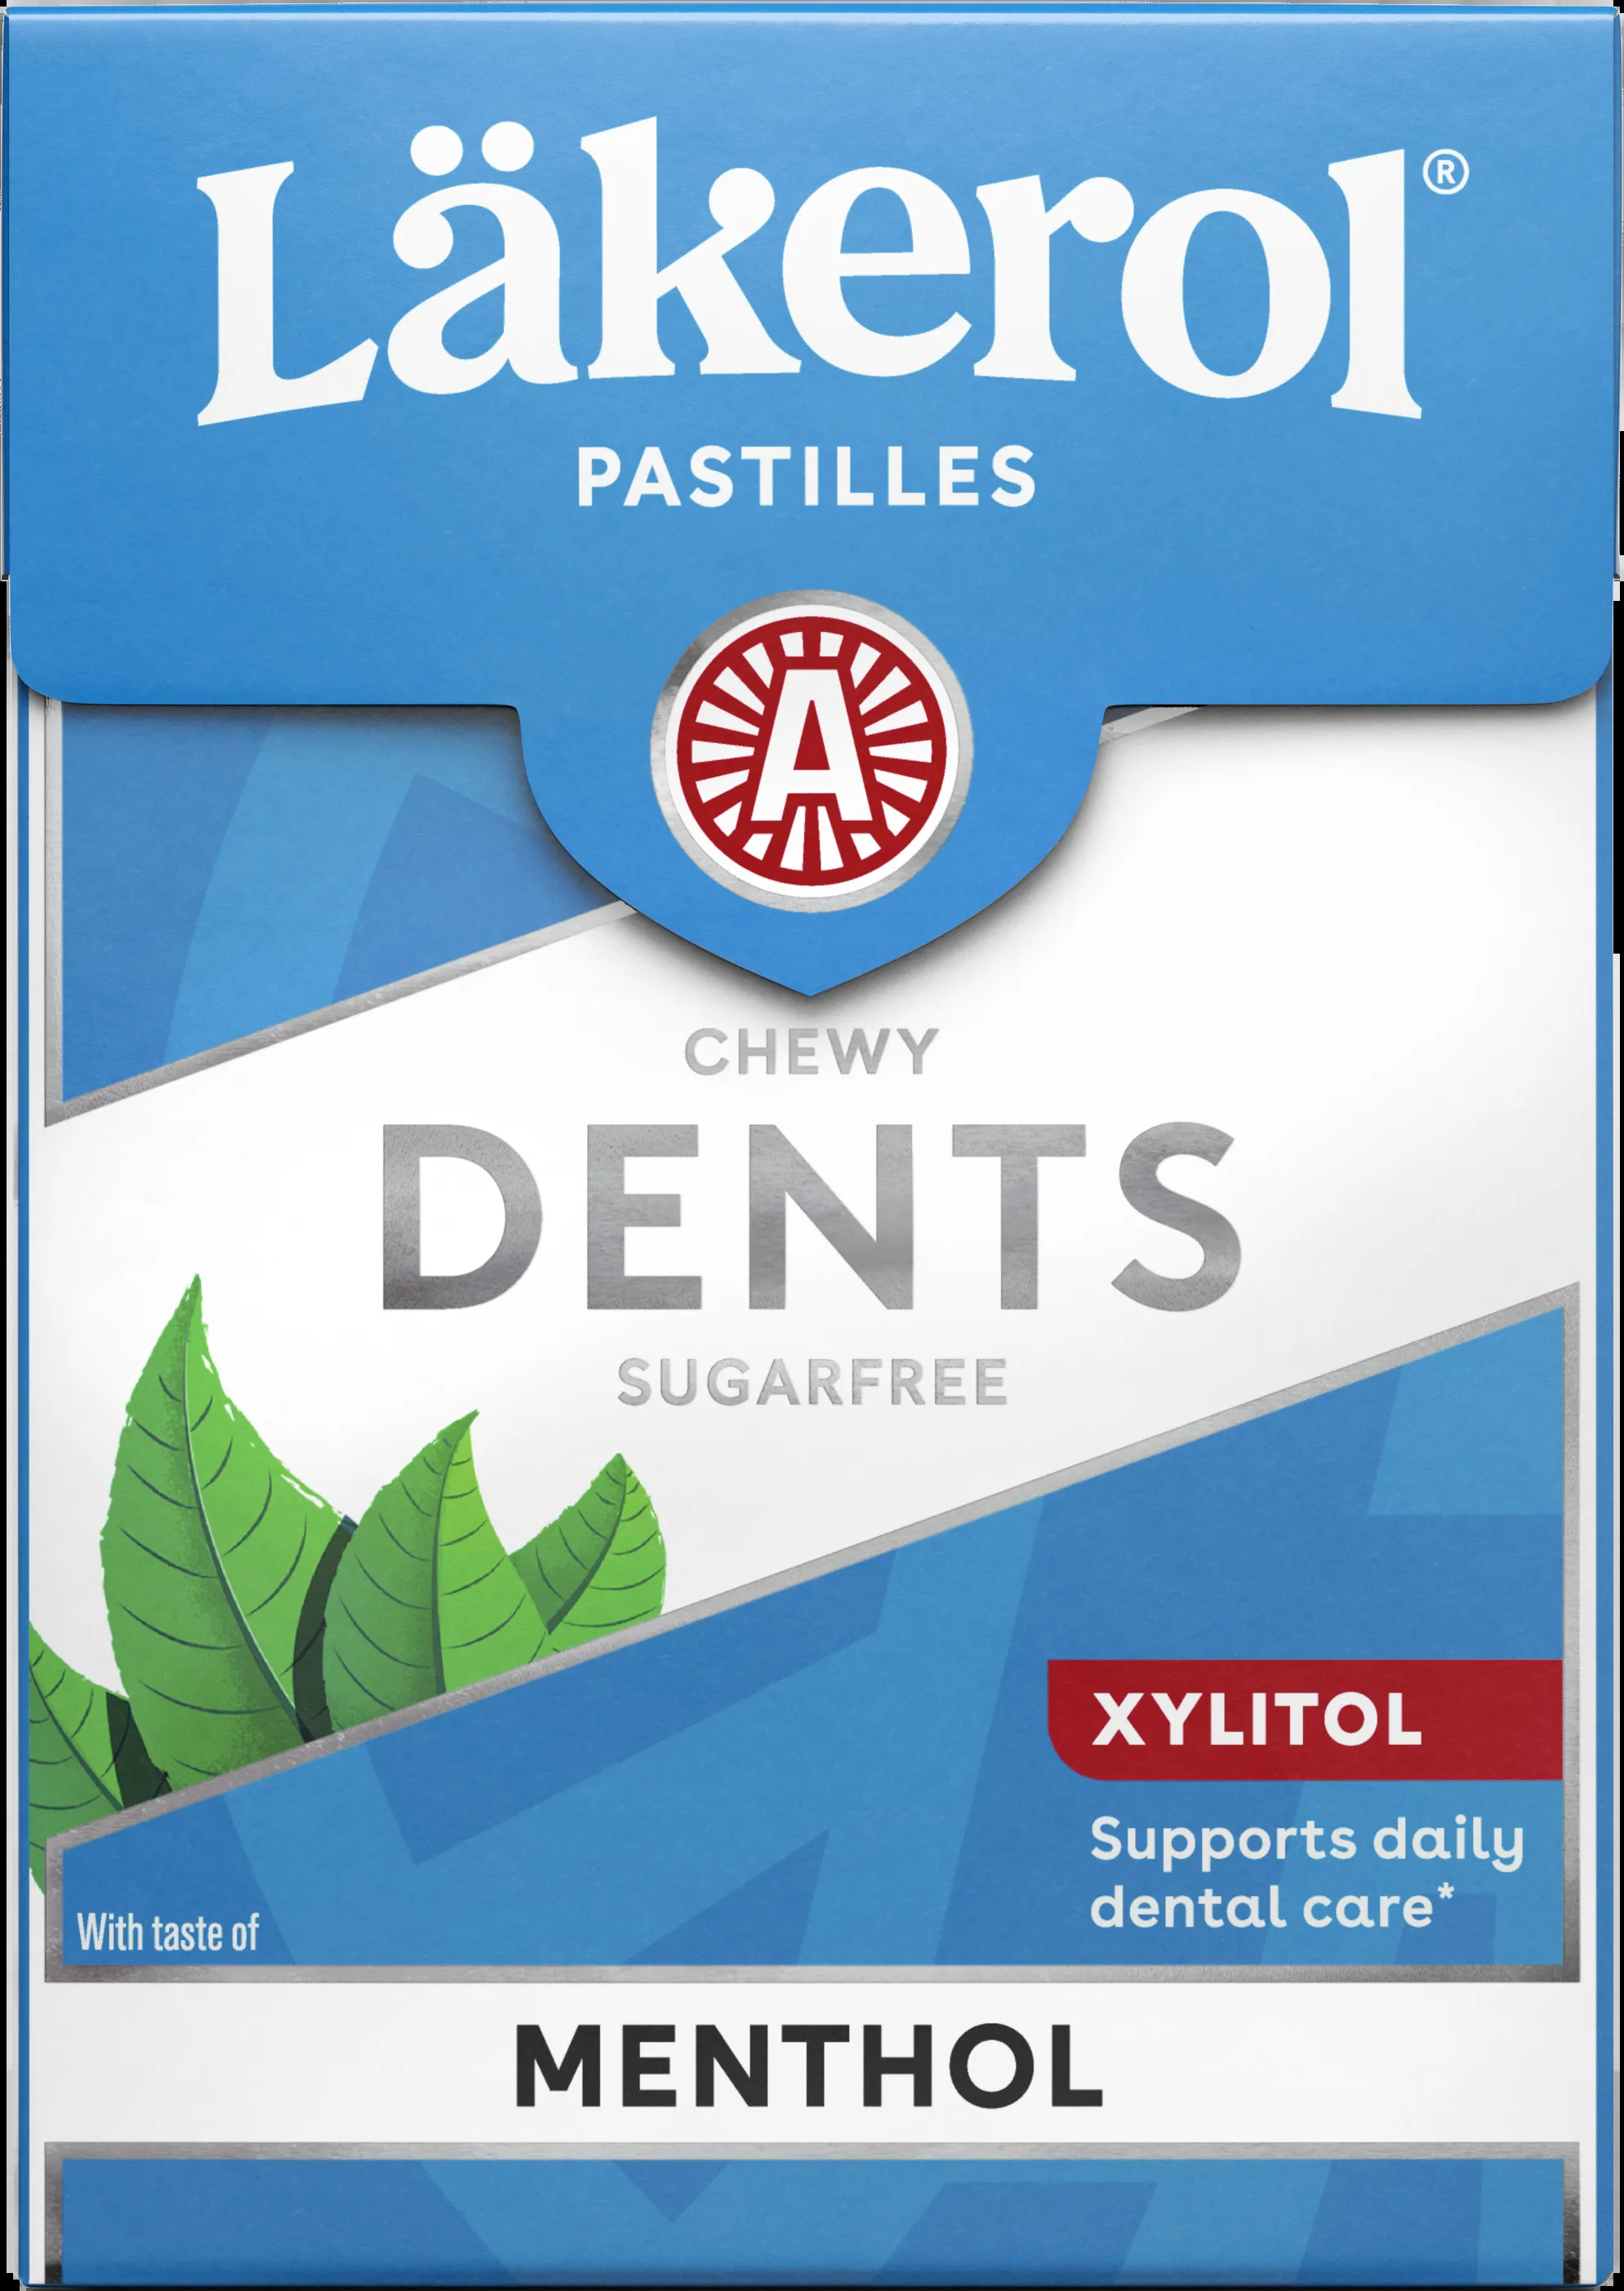 Läkerol®
PASTILLES
A
CHEWY
DENTS
SUGARFREE
XYLITOL
Supports daily
dental care*
With taste of
MENTHOL